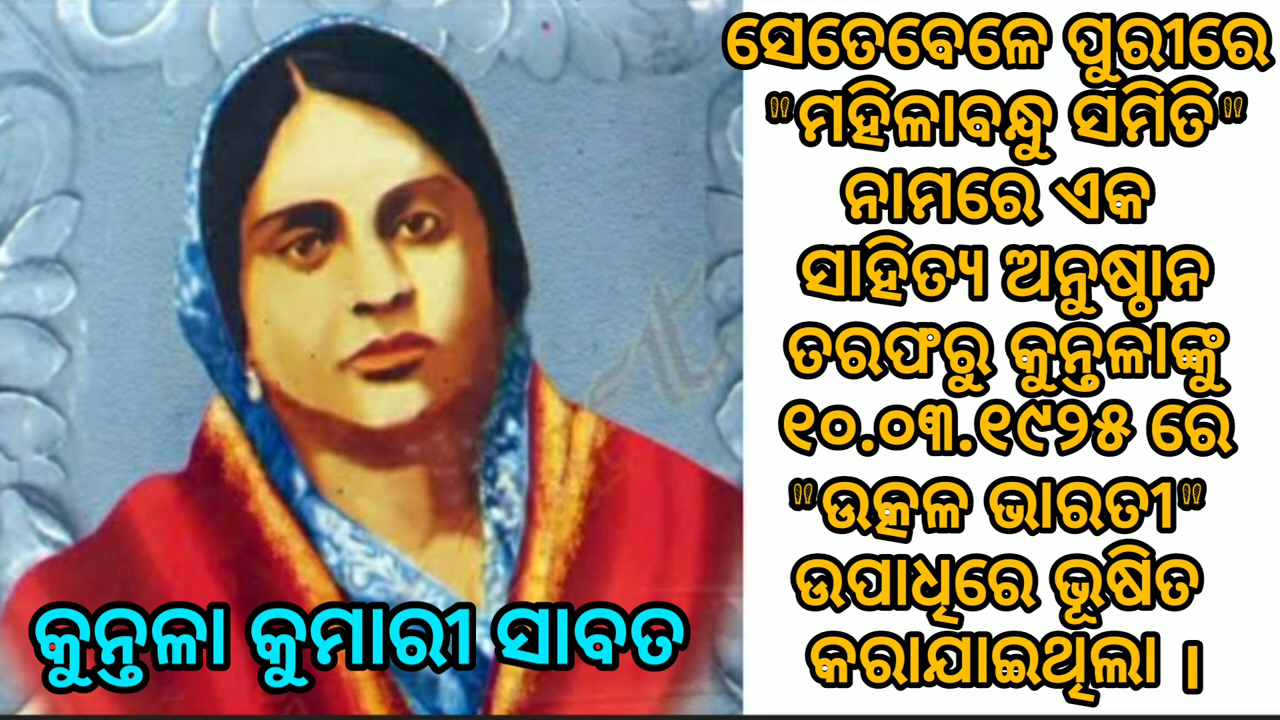 ସେତେବେଳେ ପୁରୀରେ
"ମହିଳାବନ୍ଧୁ ସମିତି"
ନାମରେ ଏକ
ସାହିତ୍ୟ ଅନୁଷ୍ଠାନ
ତରଫରୁ କୁନ୍ତଳାଙ୍କୁ
୧୦.୦୩.୧୯୨୫ ରେ
"ଉତ୍କଳ ଭାରତୀ"
ଉପାଧିରେ ଭୂଷିତ
କରାଯାଇଥିଲା ।
କୁନ୍ତଳା କୁମାରୀ ସାବତ